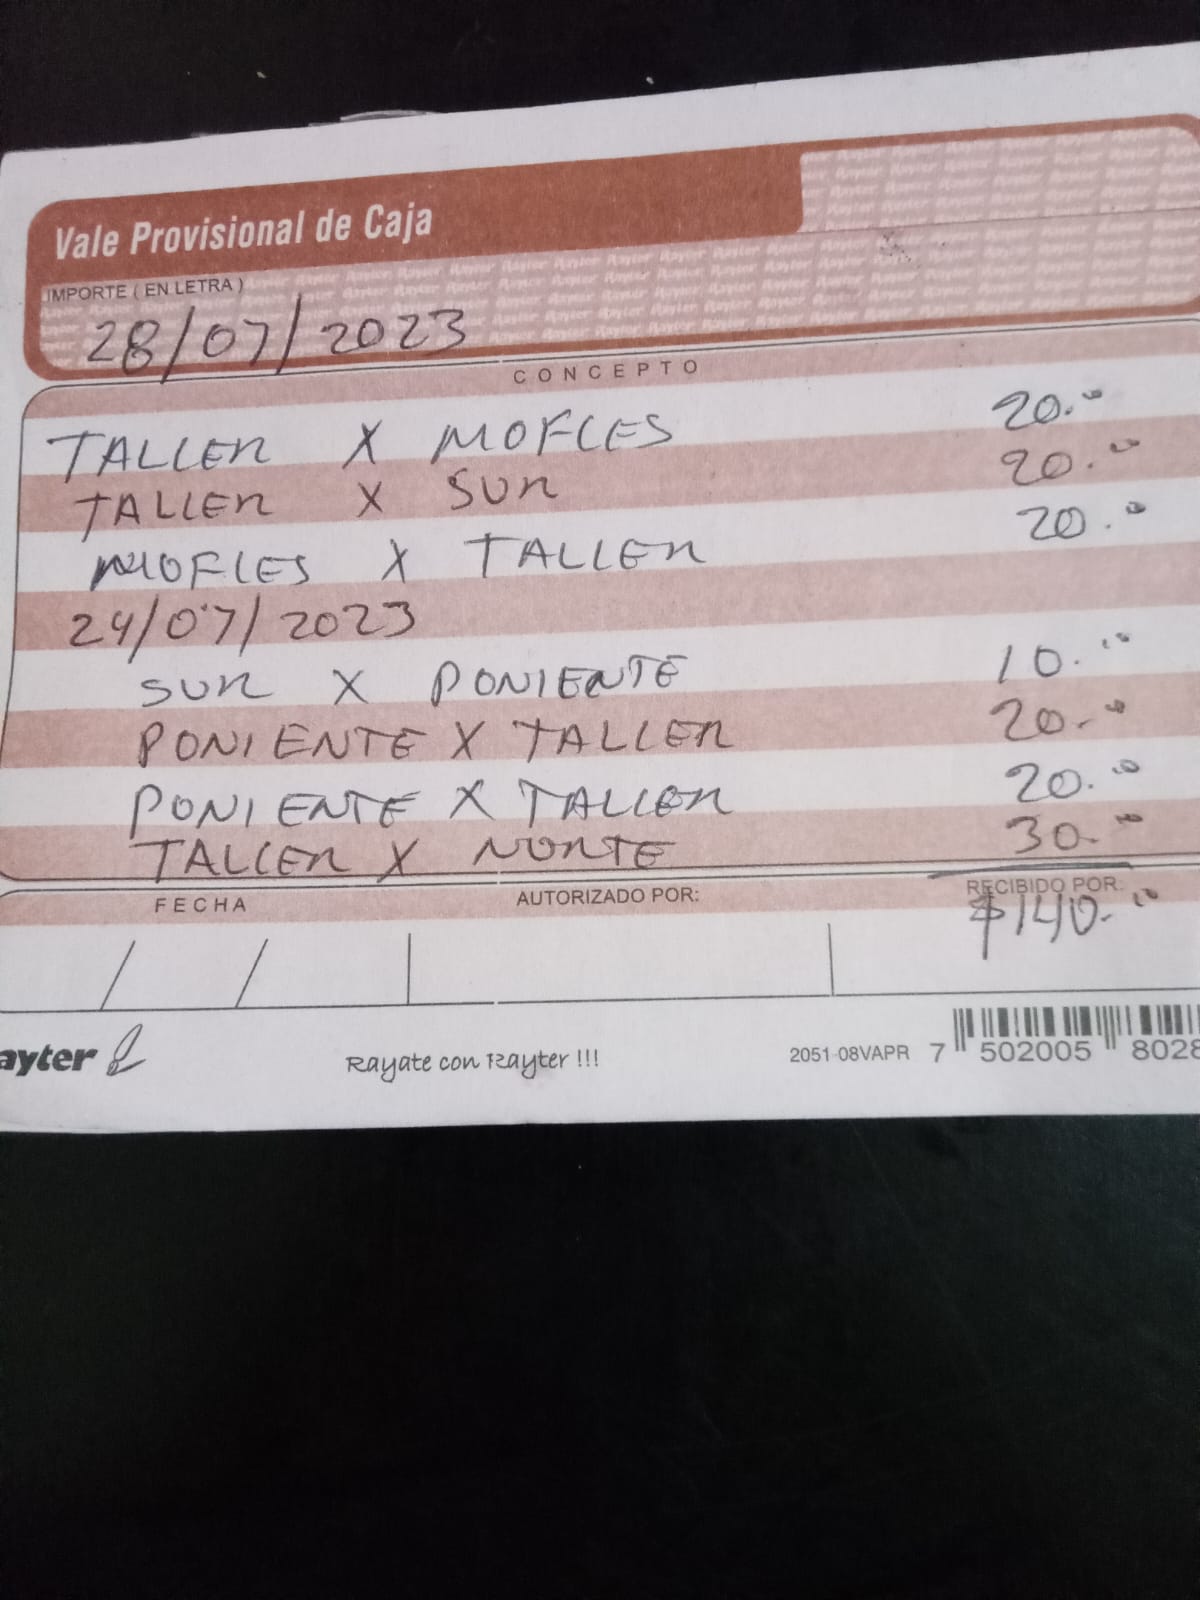 Vale Provisional de Caja
IMPORTE ( EN LETRA )
28/07/2023
CONCEPTO
TALLER X MOFLES 20.00
TALLER X SUR 20.00
MOFLES X TALLER 20.00
24/07/2023
SUR X PONIENTE 10.00
PONIENTE X TALLER 20.00
PONIENTE X TALLER 20.00
TALLER X NORTE 30.00
FECHA AUTORIZADO POR: RECIBIDO POR:
$140.00
/ /
ayter Rayate con Rayter !!! 2051-08VAPR 7 502005 8028